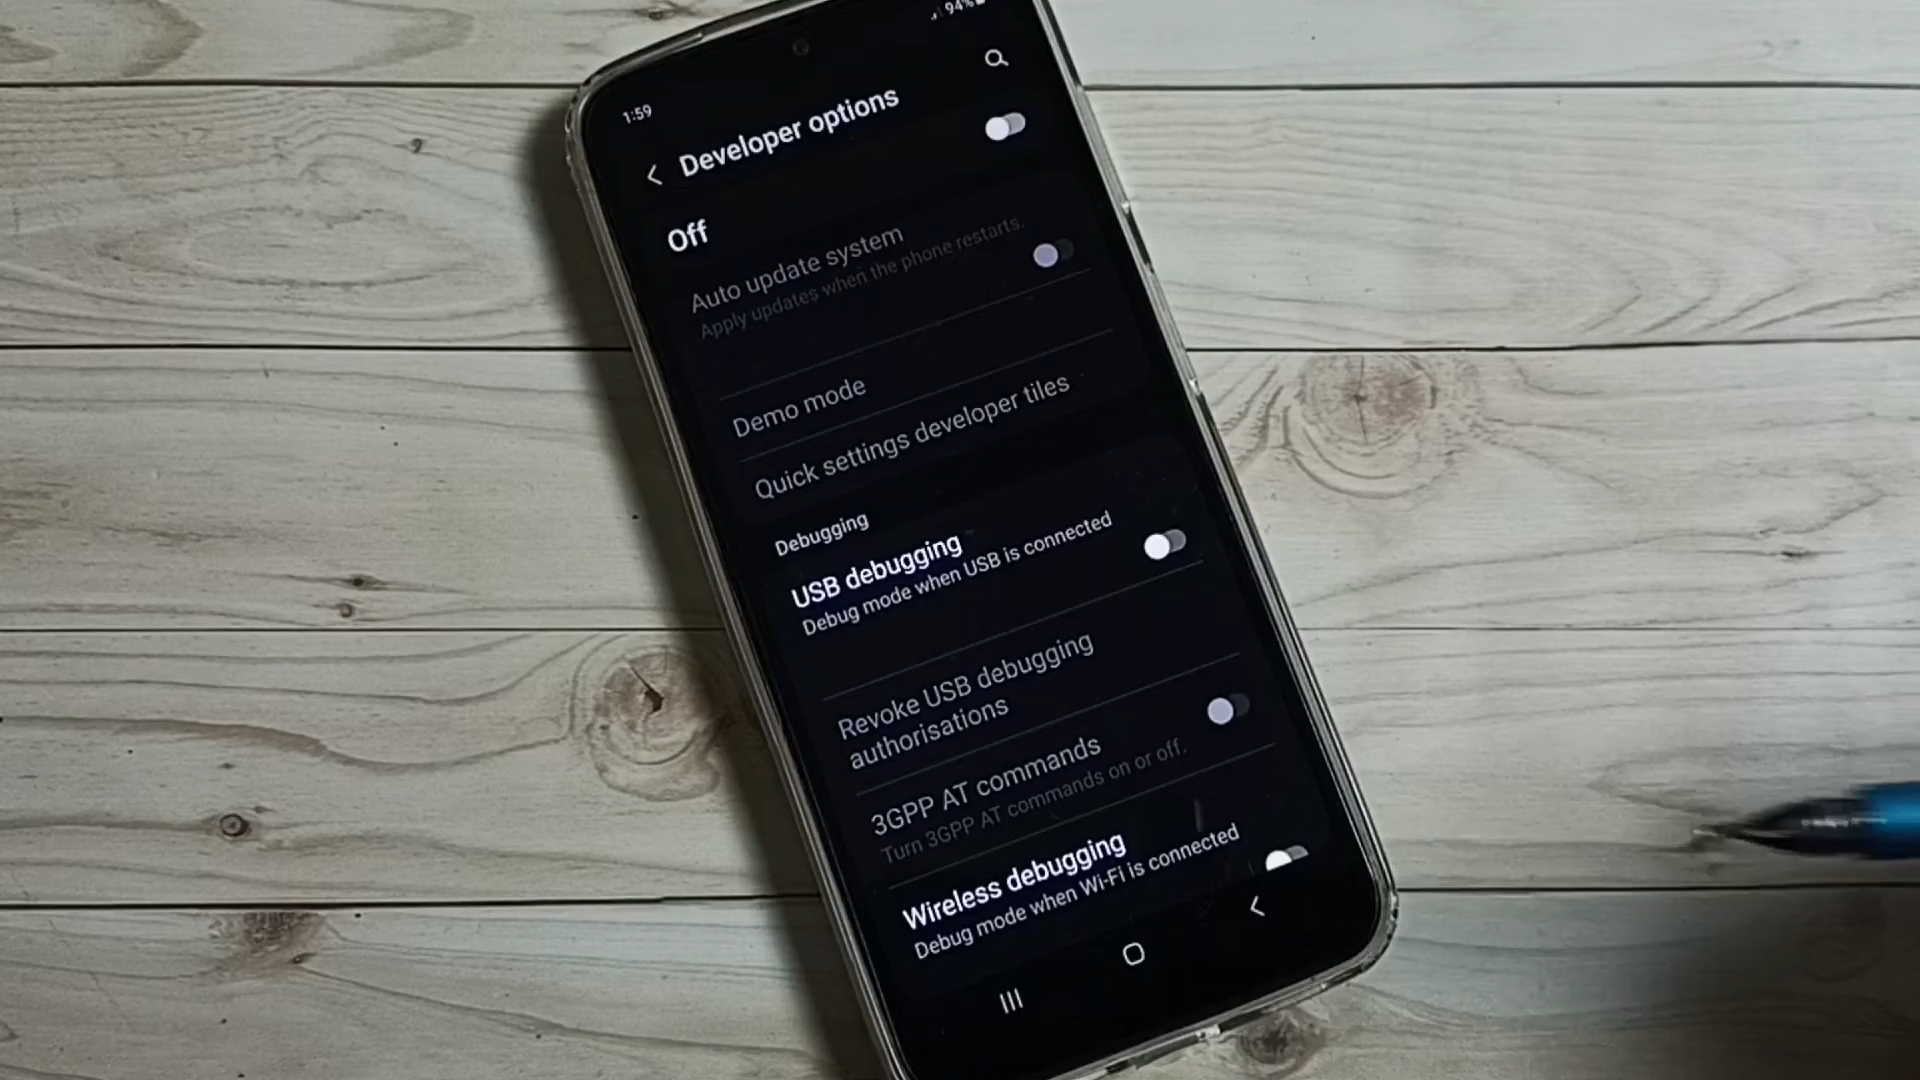 94%
1:59
Developer options
Off
Auto update system
Apply updates when the phone restarts.
Demo mode
Quick settings developer tiles
Debugging
USB debugging
Debug mode when USB is connected
Revoke USB debugging
authorisations
3GPP AT commands
Turn 3GPP AT commands on or off.
Wireless debugging
Debug mode when Wi-Fi is connected